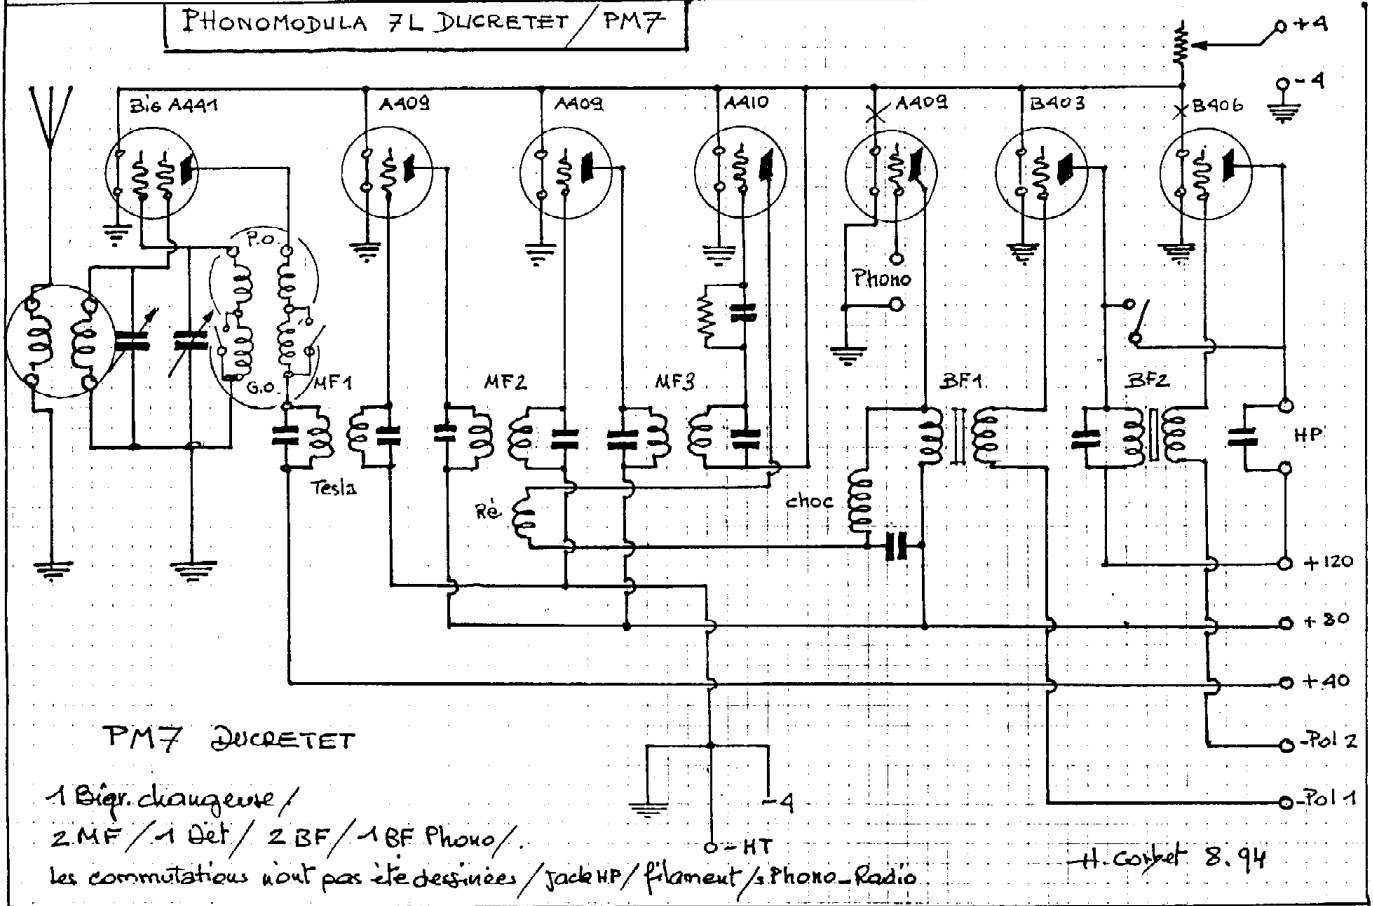 PHONOMODULA 7L DUCRETET / PM7
+4
-4
Big A441
A409
A409
A410
A409
B403
B406
P.O.
G.O.
Phono
MF1
MF2
MF3
BF1
BF2
HP
Tesla
Ré
choc
+120
+80
+40
-Pol 2
-Pol 1
-4
-HT
PM7 DUCRETET
1 Bigr. changeuse /
2 MF / 1 Dét / 2 BF / 1 BF Phono /.
Les commutations n'ont pas été dessinées / jack HP / filament / s Phono-Radio
H. Corbet 8.94